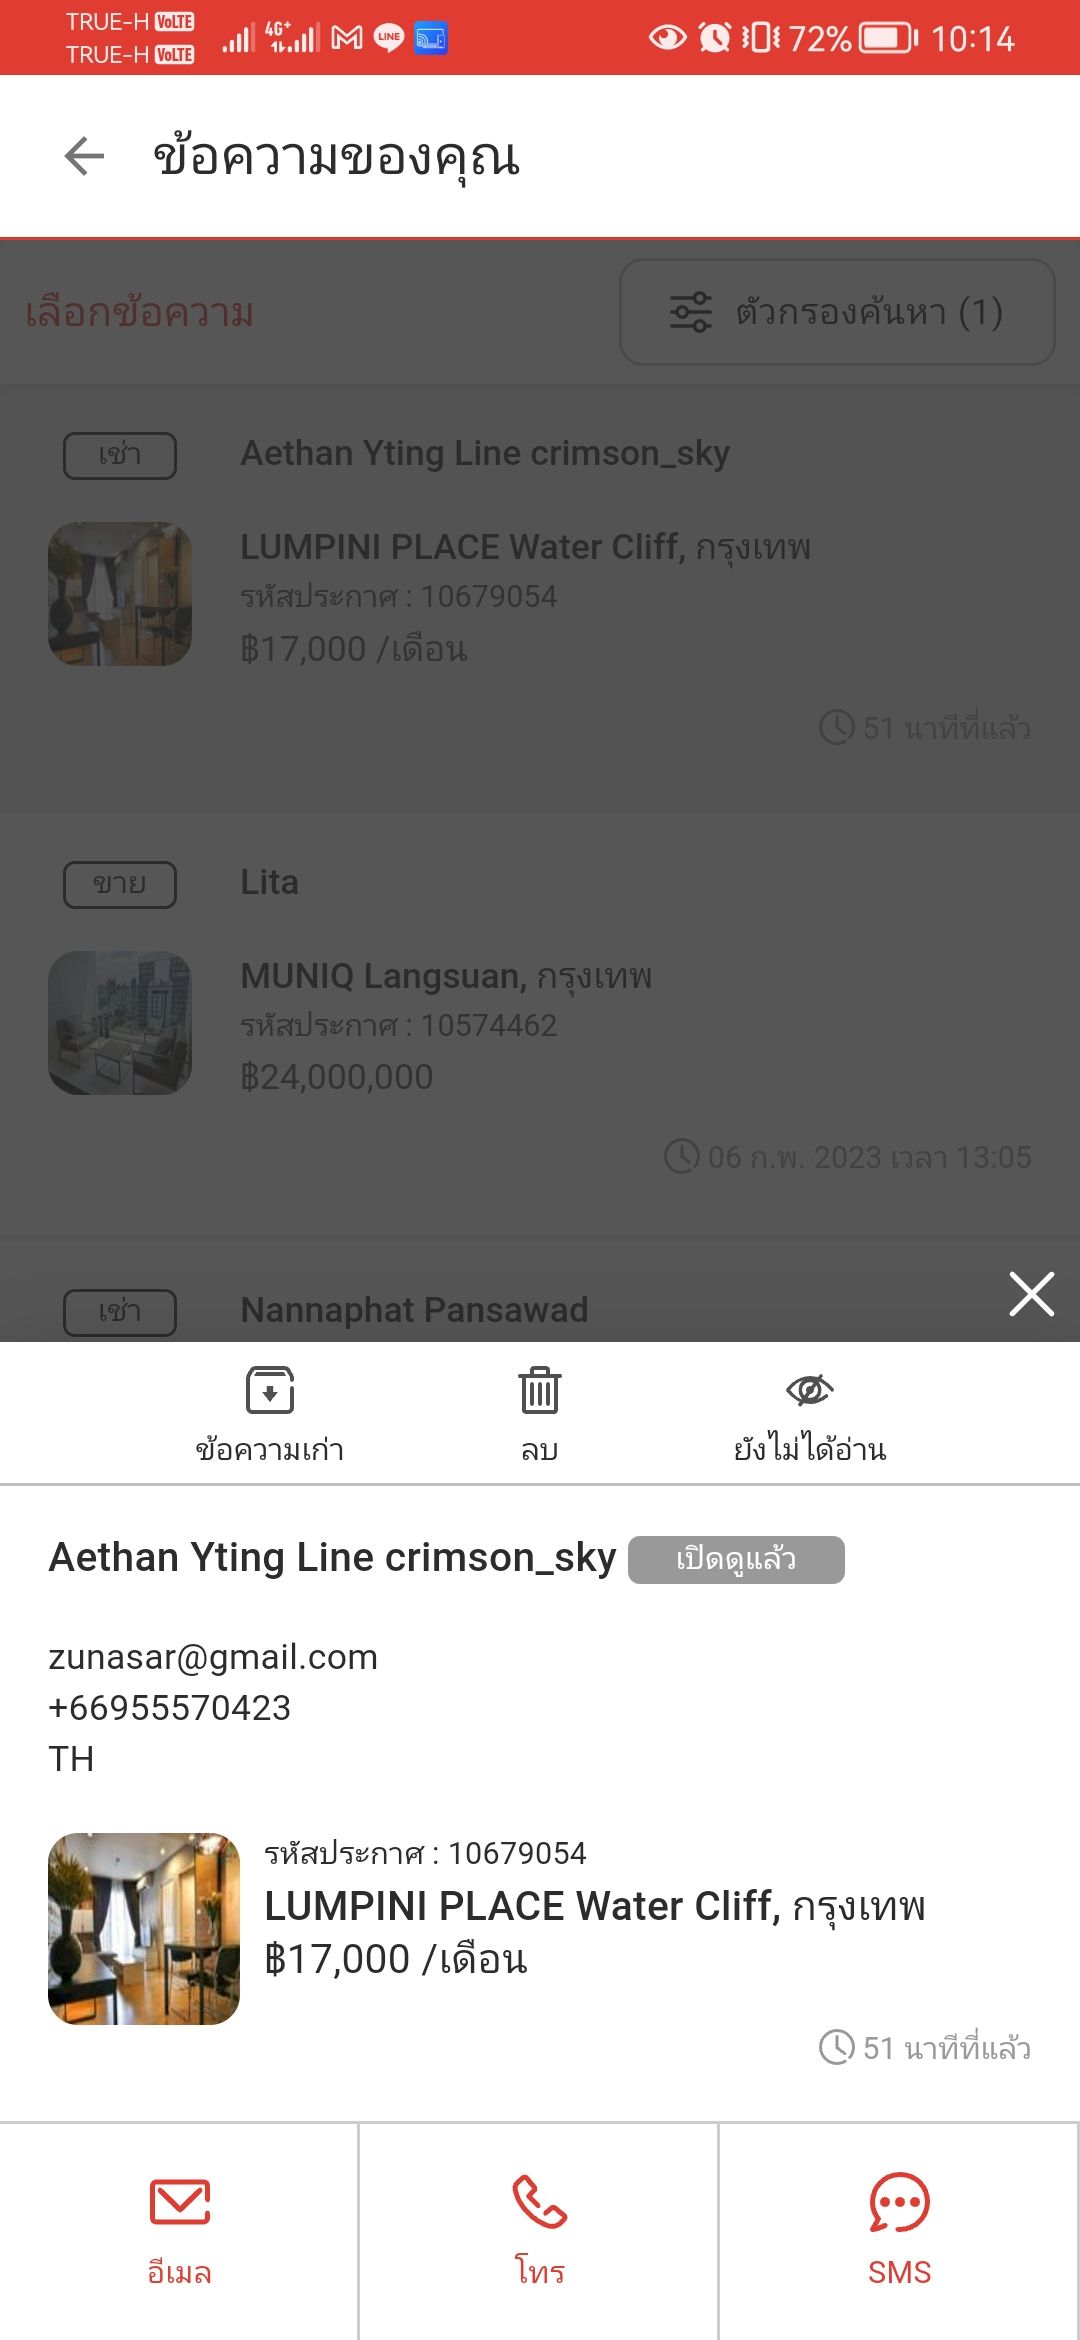 TRUE-H VoLTE
TRUE-H VoLTE
4G+
LINE
72%
10:14
ข้อความของคุณ
เลือกข้อความ
ตัวกรองค้นหา (1)
เช่า
Aethan Yting Line crimson_sky
LUMPINI PLACE Water Cliff, กรุงเทพ
รหัสประกาศ : 10679054
฿17,000 /เดือน
51 นาทีที่แล้ว
ขาย
Lita
MUNIQ Langsuan, กรุงเทพ
รหัสประกาศ : 10574462
฿24,000,000
06 ก.พ. 2023 เวลา 13:05
เช่า
Nannaphat Pansawad
ข้อความเก่า
ลบ
ยังไม่ได้อ่าน
Aethan Yting Line crimson_sky เปิดดูแล้ว
zunasar@gmail.com
+66955570423
TH
รหัสประกาศ : 10679054
LUMPINI PLACE Water Cliff, กรุงเทพ
฿17,000 /เดือน
51 นาทีที่แล้ว
อีเมล
โทร
SMS